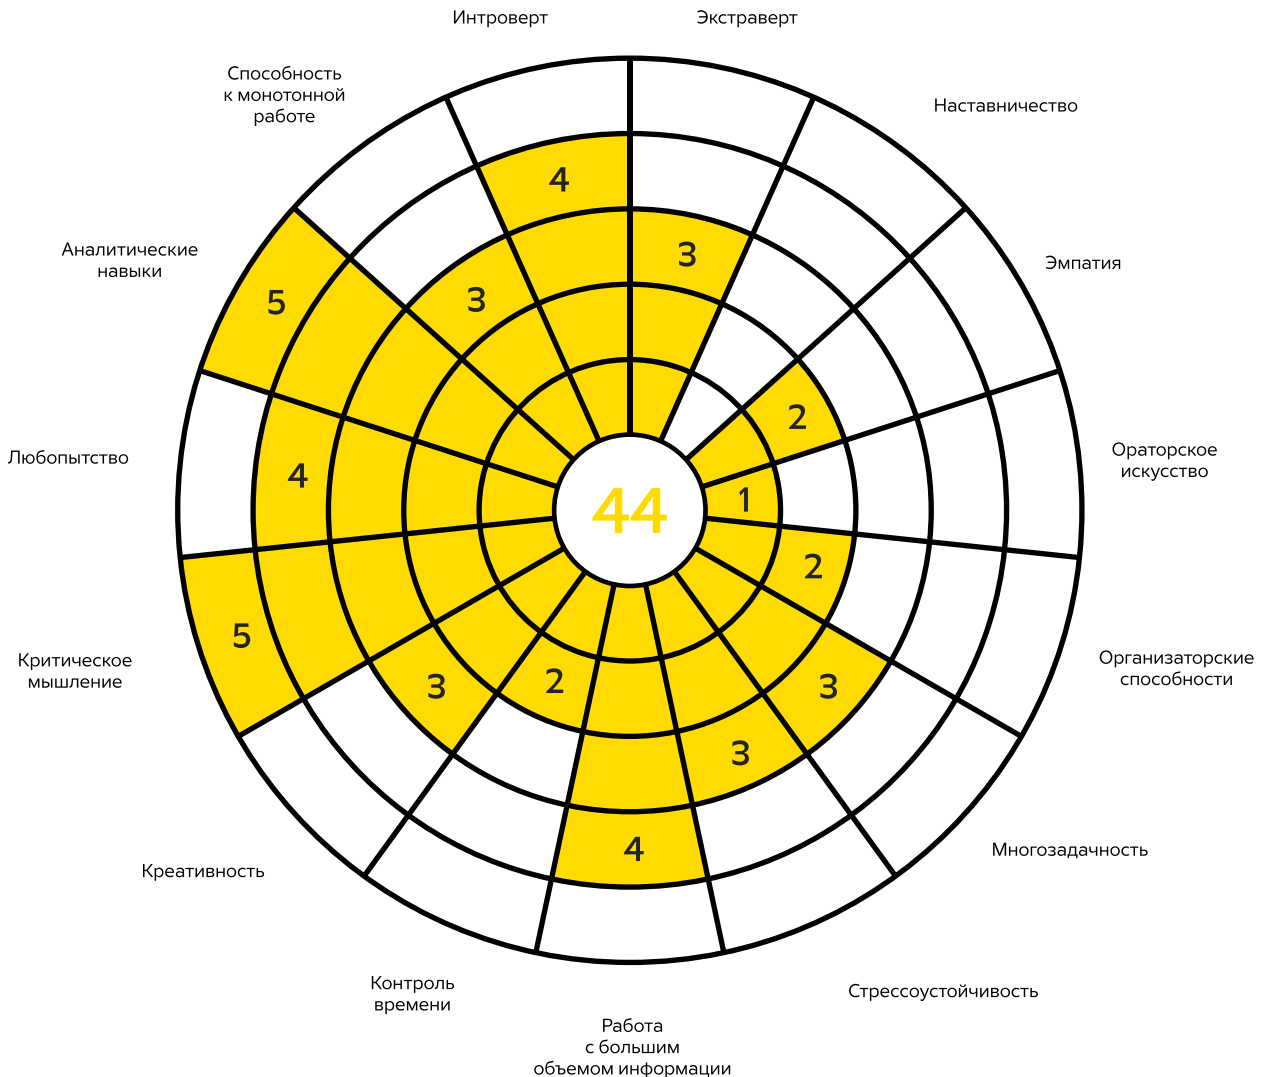 Интроверт
Экстраверт
Способность
к монотонной
работе
Наставничество
4
Аналитические
навыки
3
Эмпатия
5
3
2
Любопытство
Ораторское
искусство
4
44
1
2
5
Критическое
мышление
Организаторские
способности
3
2
3
3
Креативность
4
Многозадачность
Контроль
времени
Стрессоустойчивость
Работа
с большим
объемом информации